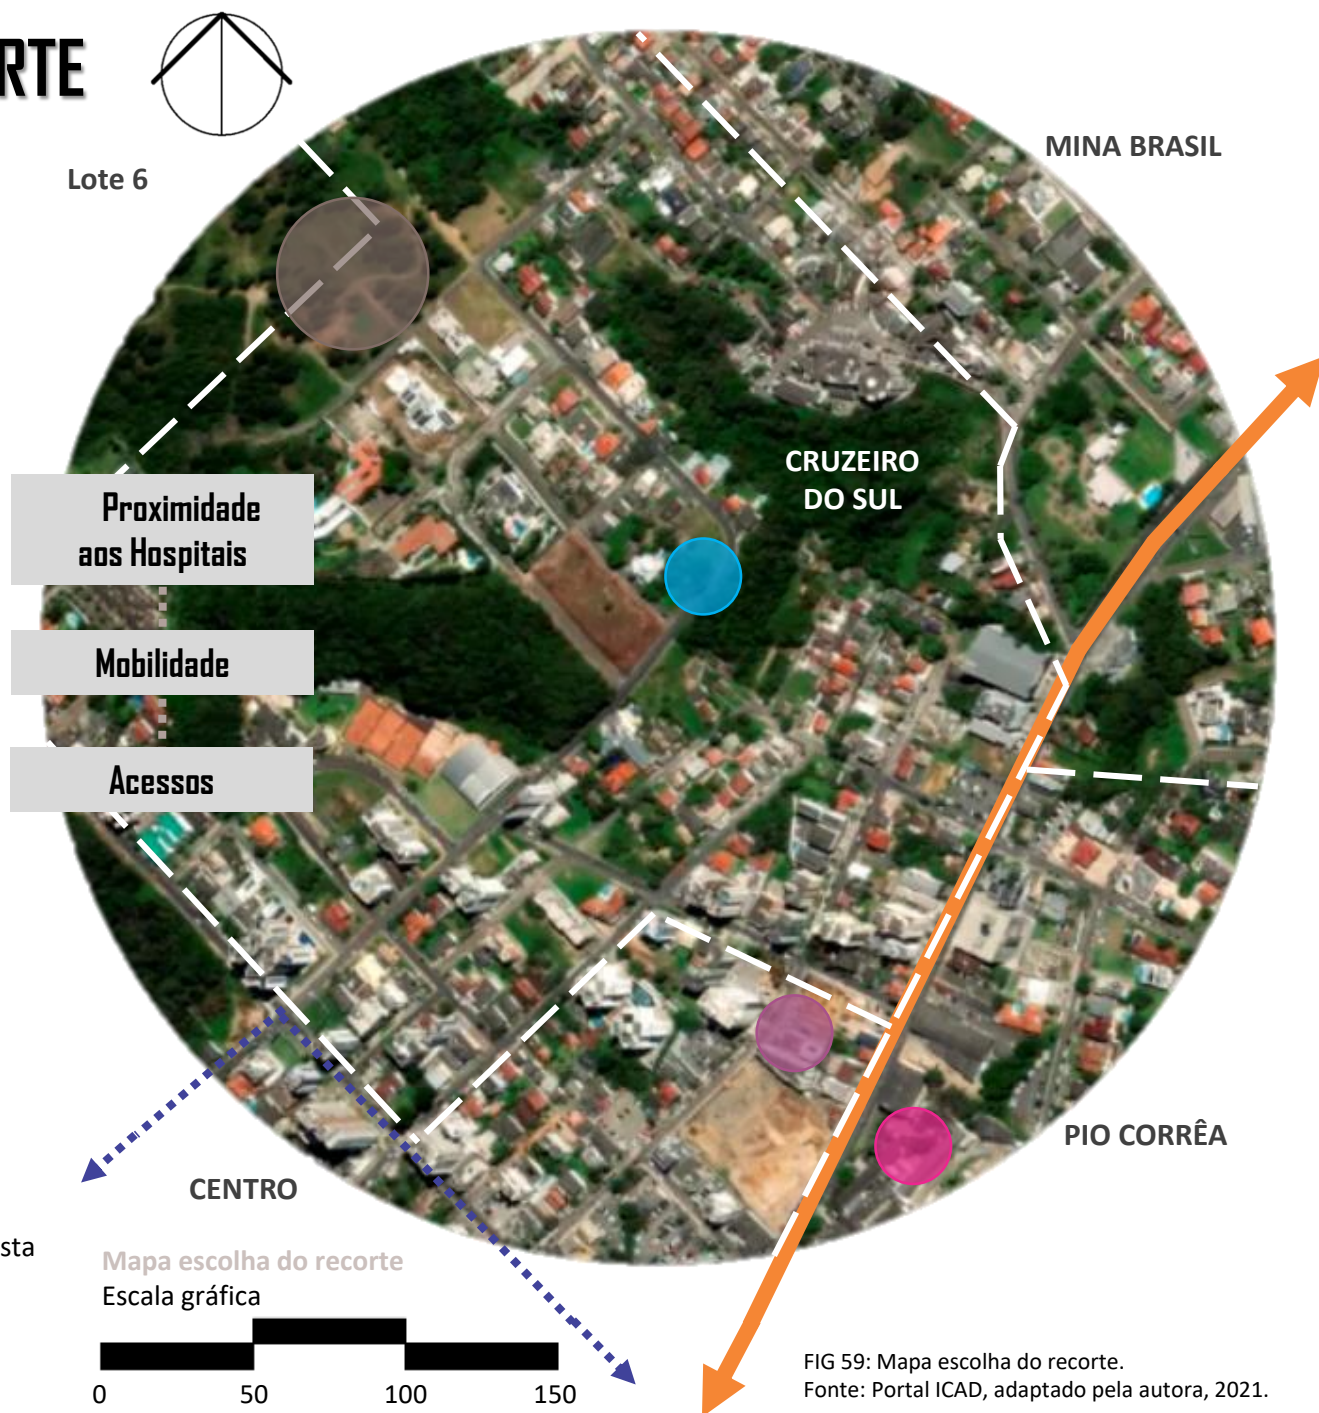 RTE
Lote 6
MINA BRASIL
CRUZEIRO
DO SUL
Proximidade
aos Hospitais
Mobilidade
Acessos
PIO CORRÊA
CENTRO
sta
Mapa escolha do recorte
Escala gráfica
0 50 100 150
FIG 59: Mapa escolha do recorte.
Fonte: Portal ICAD, adaptado pela autora, 2021.